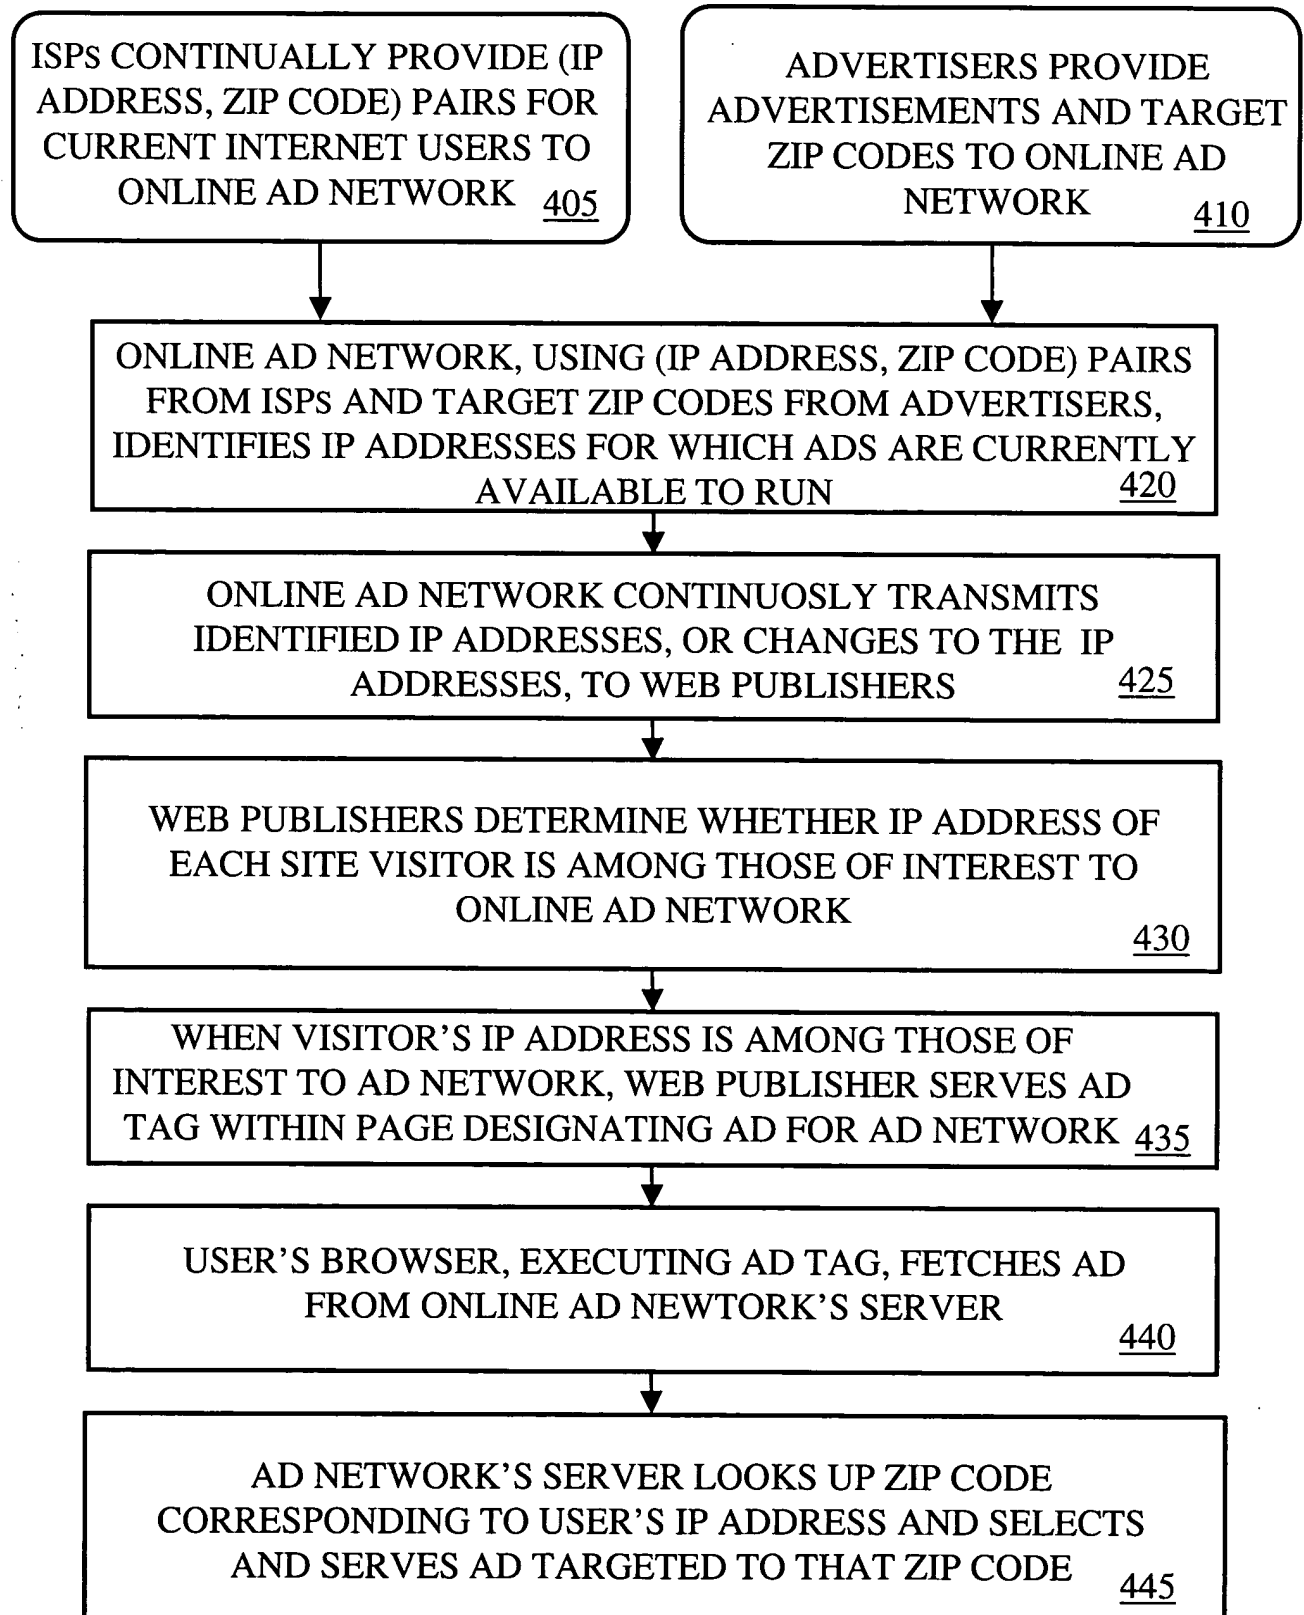 ISPs CONTINUALLY PROVIDE (IP
ADDRESS, ZIP CODE) PAIRS FOR
CURRENT INTERNET USERS TO
ONLINE AD NETWORK 405
ADVERTISERS PROVIDE
ADVERTISEMENTS AND TARGET
ZIP CODES TO ONLINE AD
NETWORK 410
ONLINE AD NETWORK, USING (IP ADDRESS, ZIP CODE) PAIRS
FROM ISPs AND TARGET ZIP CODES FROM ADVERTISERS,
IDENTIFIES IP ADDRESSES FOR WHICH ADS ARE CURRENTLY
AVAILABLE TO RUN 420
ONLINE AD NETWORK CONTINUOSLY TRANSMITS
IDENTIFIED IP ADDRESSES, OR CHANGES TO THE IP
ADDRESSES, TO WEB PUBLISHERS 425
WEB PUBLISHERS DETERMINE WHETHER IP ADDRESS OF
EACH SITE VISITOR IS AMONG THOSE OF INTEREST TO
ONLINE AD NETWORK
430
WHEN VISITOR'S IP ADDRESS IS AMONG THOSE OF
INTEREST TO AD NETWORK, WEB PUBLISHER SERVES AD
TAG WITHIN PAGE DESIGNATING AD FOR AD NETWORK 435
USER'S BROWSER, EXECUTING AD TAG, FETCHES AD
FROM ONLINE AD NEWTORK'S SERVER
440
AD NETWORK'S SERVER LOOKS UP ZIP CODE
CORRESPONDING TO USER'S IP ADDRESS AND SELECTS
AND SERVES AD TARGETED TO THAT ZIP CODE
445